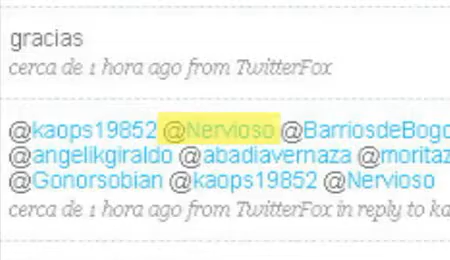 gracias
cerca de 1 hora ago from TwitterFox
@kaops19852 @Nervioso @BarriosdeBogo
@angelikgiraldo @abadiavernaza @moritaz
@Gonorsobian @kaops19852 @Nervioso
cerca de 1 hora ago from TwitterFox in reply to ka